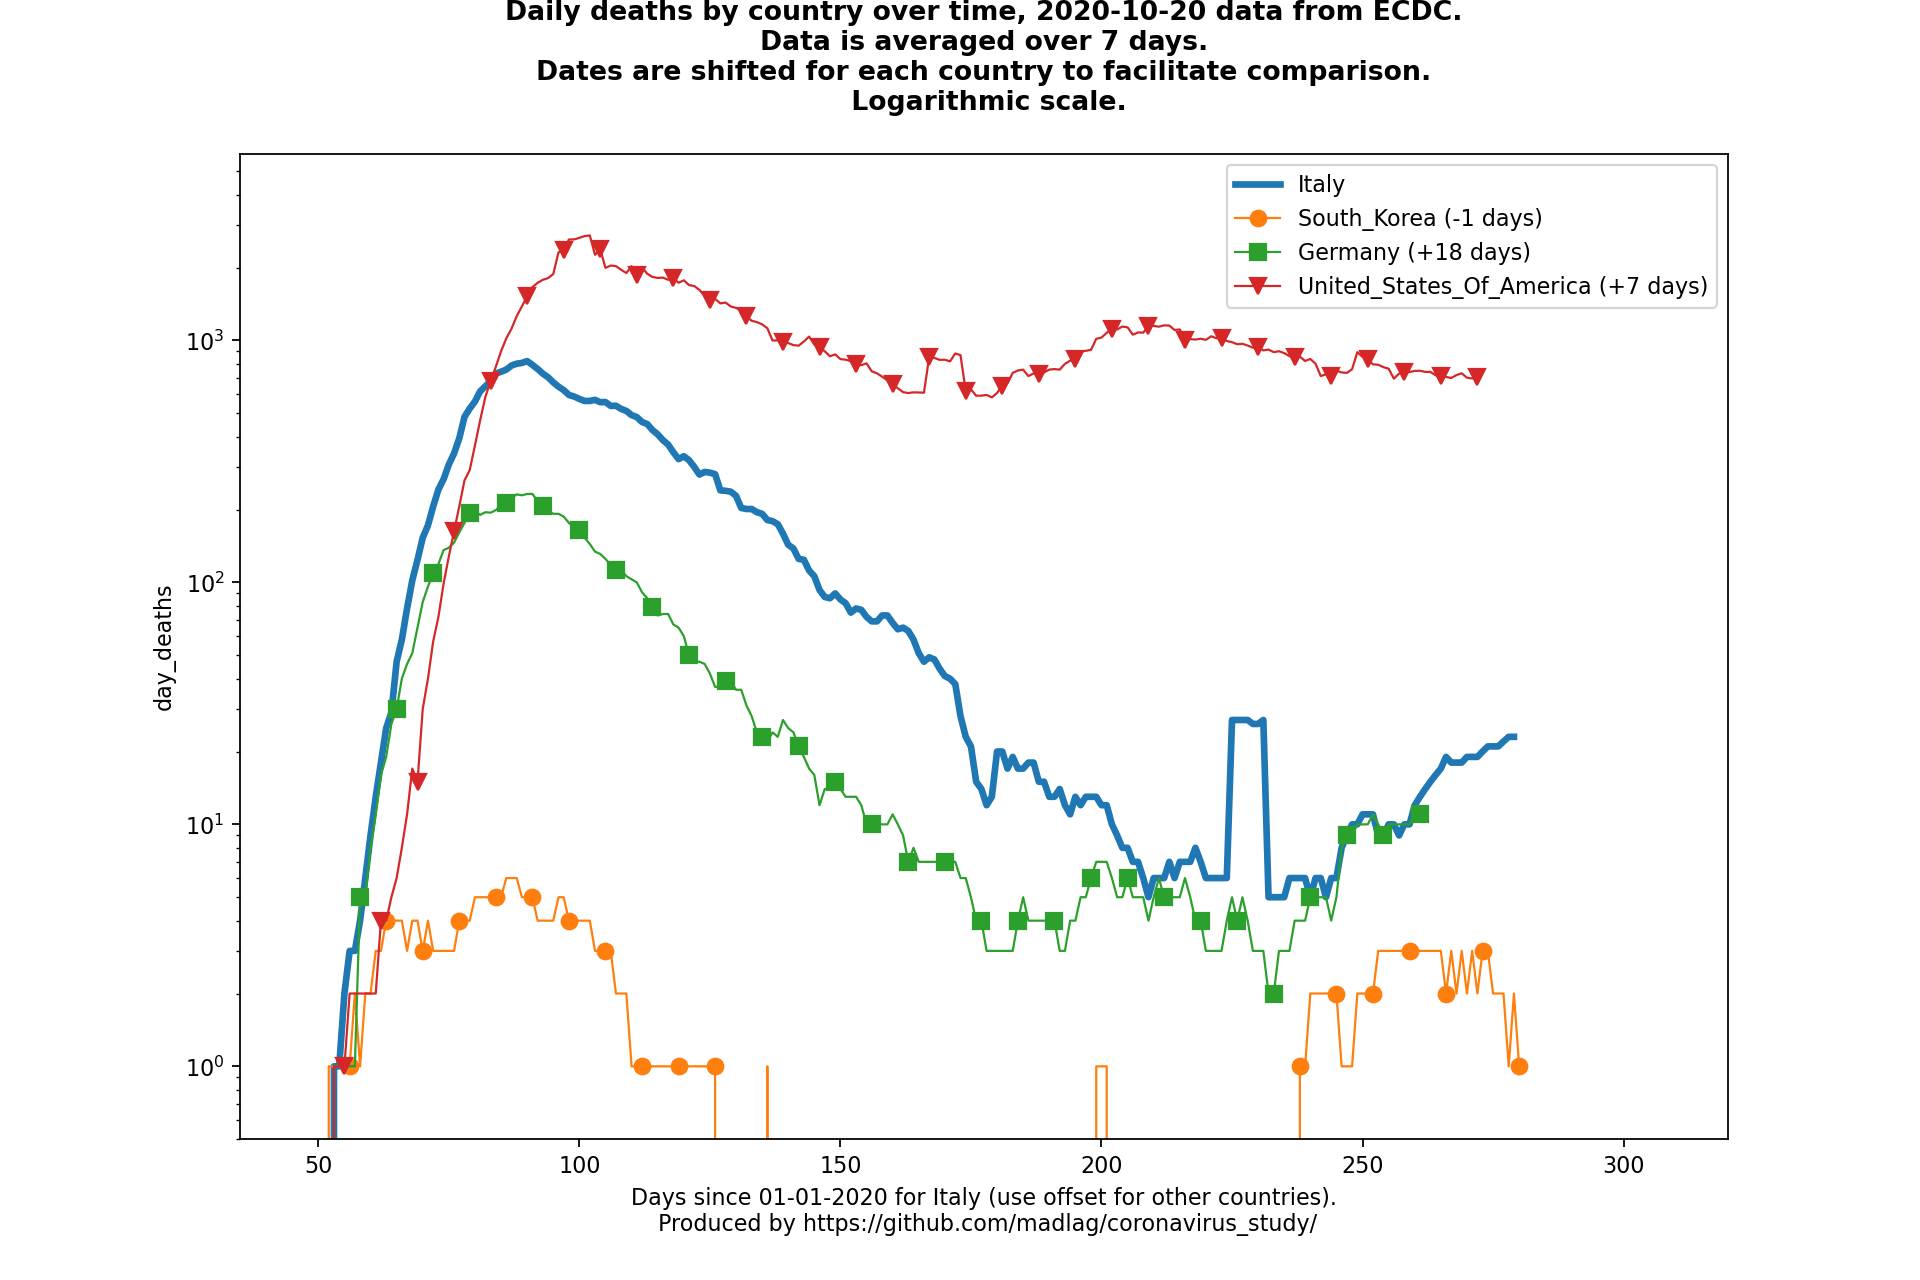 Daily deaths by country over time, 2020-10-20 data from ECDC.
Data is averaged over 7 days.
Dates are shifted for each country to facilitate comparison.
Logarithmic scale.
Italy
South_Korea (-1 days)
Germany (+18 days)
United_States_Of_America (+7 days)
10³
10²
10¹
10⁰
day_deaths
50 100 150 200 250 300
Days since 01-01-2020 for Italy (use offset for other countries).
Produced by https://github.com/madlag/coronavirus_study/